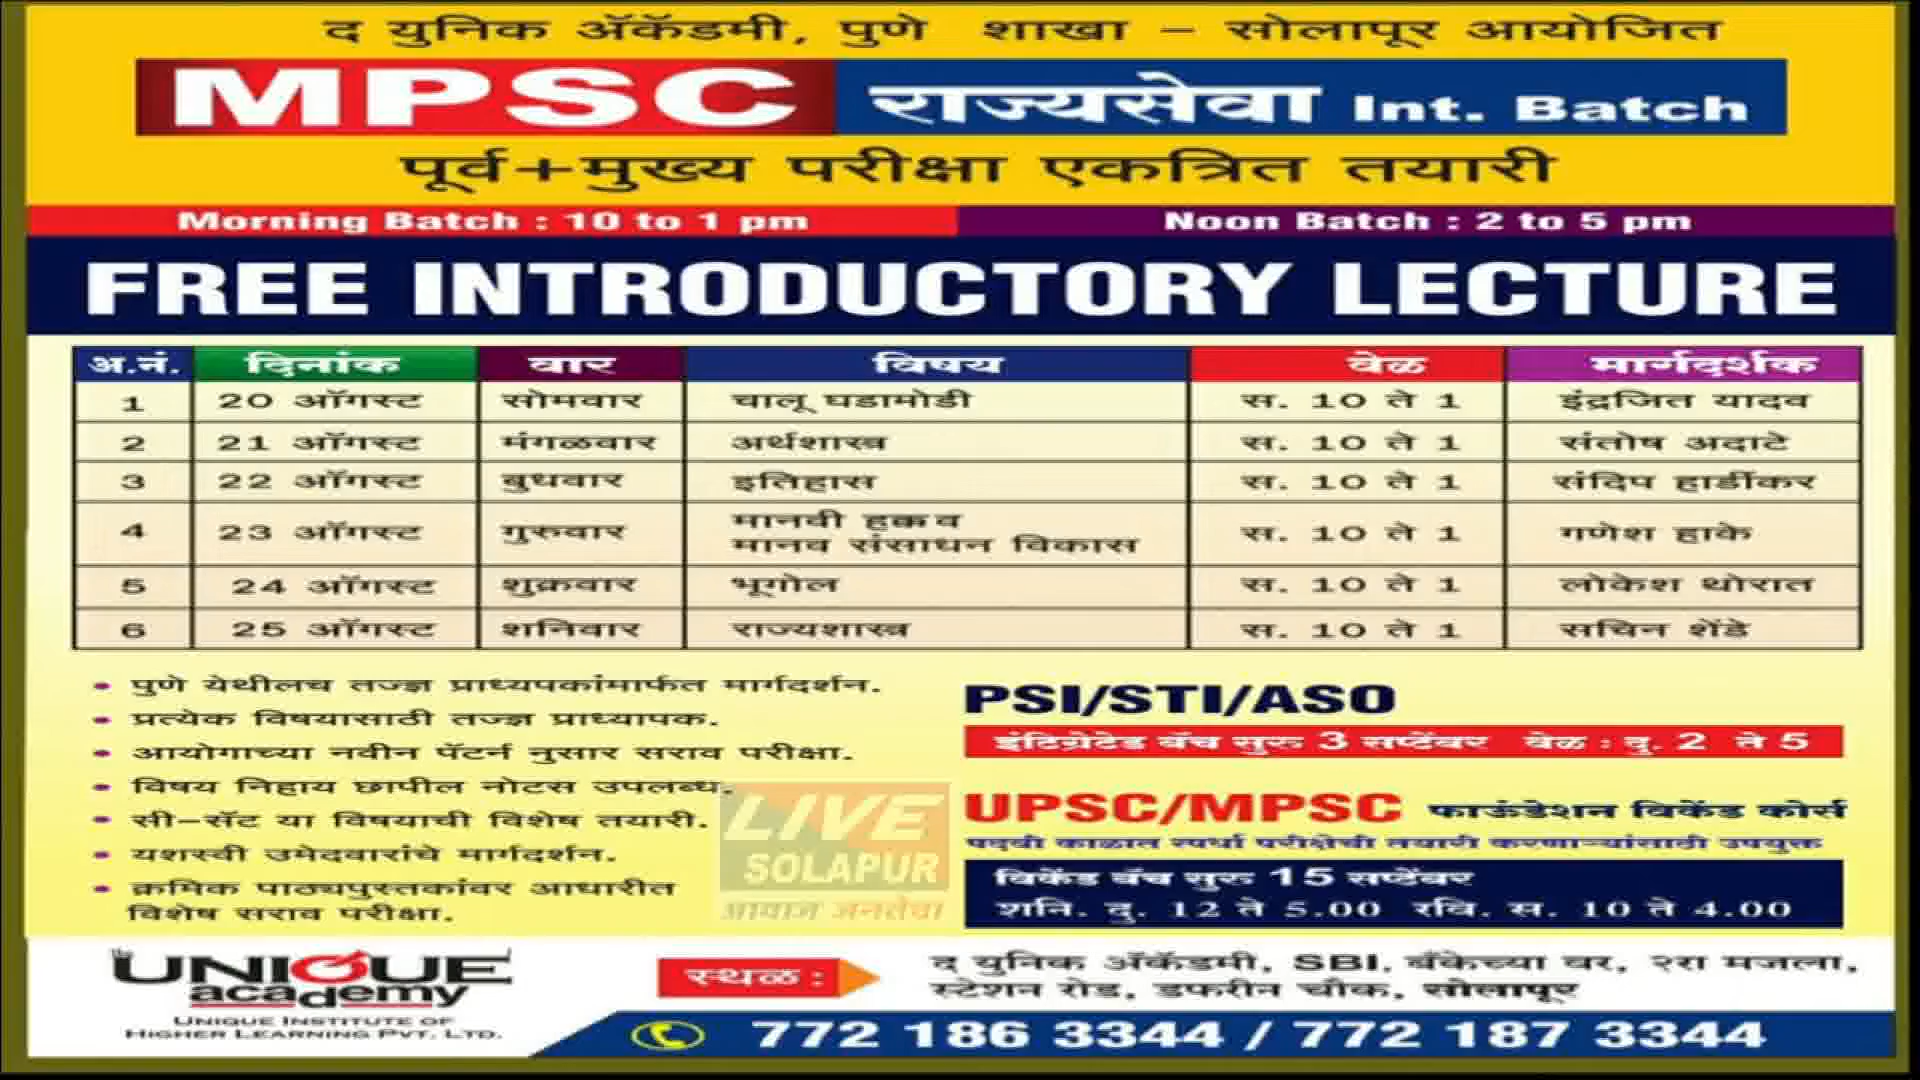 द युनिक ॲकॅडमी, पुणे शाखा – सोलापूर आयोजित
MPSC राज्यसेवा Int. Batch
पूर्व+मुख्य परीक्षा एकत्रित तयारी
Morning Batch : 10 to 1 pm Noon Batch : 2 to 5 pm
FREE INTRODUCTORY LECTURE
अ.नं. दिनांक वार विषय वेळ मार्गदर्शक
1 20 ऑगस्ट सोमवार चालू घडामोडी स. 10 ते 1 इंद्रजित यादव
2 21 ऑगस्ट मंगळवार अर्थशास्त्र स. 10 ते 1 संतोष अदाटे
3 22 ऑगस्ट बुधवार इतिहास स. 10 ते 1 संदिप हार्डीकर
4 23 ऑगस्ट गुरुवार मानवी हक्क व मानव संसाधन विकास स. 10 ते 1 गणेश हाके
5 24 ऑगस्ट शुक्रवार भूगोल स. 10 ते 1 लोकेश थोरात
6 25 ऑगस्ट शनिवार राज्यशास्त्र स. 10 ते 1 सचिन शेंडे
• पुणे येथीलच तज्ज्ञ प्राध्यपकांमार्फत मार्गदर्शन.
• प्रत्येक विषयासाठी तज्ज्ञ प्राध्यापक.
• आयोगाच्या नवीन पॅटर्न नुसार सराव परीक्षा.
• विषय निहाय छापील नोटस उपलब्ध.
• सी–सॅट या विषयाची विशेष तयारी.
• यशस्वी उमेदवारांचे मार्गदर्शन.
• क्रमिक पाठ्यपुस्तकांवर आधारीत
विशेष सराव परीक्षा.
LIVE
SOLAPUR
आवाज जनतेचा
PSI/STI/ASO
इंटिग्रेटेड बॅच सुरु 3 सप्टेंबर वेळ : दु. 2 ते 5
UPSC/MPSC फाऊंडेशन विकेंड कोर्स
पदवी काळात स्पर्धा परीक्षेची तयारी करणाऱ्यांसाठी उपयुक्त
विकेंड बॅच सुरु 15 सप्टेंबर
शनि. दु. 12 ते 5.00 रवि. स. 10 ते 4.00
UNIQUE
academy
UNIQUE INSTITUTE OF
HIGHER LEARNING PVT. LTD.
स्थळ :
द युनिक ॲकॅडमी, SBI, बँकेच्या वर, २रा मजला,
स्टेशन रोड, डफरीन चौक, सोलापूर
772 186 3344 / 772 187 3344